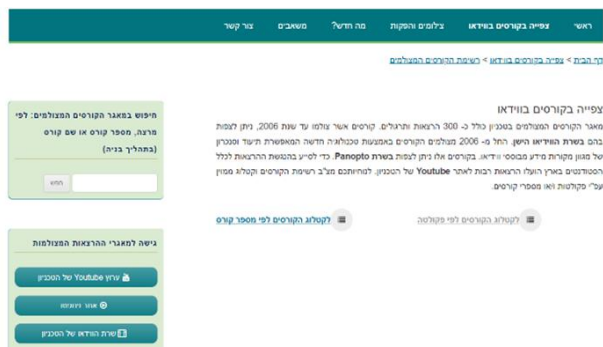 ראשי
צפייה בקורסים בווידאו
צילומים והפקות
מה חדש?
משאבים
צור קשר
דף הבית > צפייה בקורסים בווידאו > רשימת הקורסים המצולמים
צפייה בקורסים בווידאו
מאגר הקורסים המצולמים בטכניון כולל כ- 300 הרצאות ותרגולים. קורסים אשר צולמו עד שנת 2006, ניתן לצפות
בהם בשרת הווידיאו הישן. החל מ- 2006 מצולמים הקורסים באמצעות טכנולוגיה חדשה המאפשרת תיעוד וסנכרון
של מגוון מקורות מידע מבוססי ווידיאו. בקורסים אלו ניתן לצפות בשרת Panopto. כדי לסייע בהנגשת ההרצאות לכלל
הסטודנטים בארץ הועלו הרצאות רבות לאתר Youtube של הטכניון. לנוחיותכם מצ"ב רשימת הקורסים וקטלוג ממוין
עפ"י פקולטות ו/או מספרי קורסים.
לקטלוג הקורסים לפי פקולטה
לקטלוג הקורסים לפי מספר קורס
חיפוש במאגר הקורסים המצולמים: לפי
מרצה, מספר קורס או שם קורס
(בתהליך בניה)
חפש
גישה למאגרי ההרצאות המצולמות
ערוץ Youtube של הטכניון
אתר
שרת הווידאו של הטכניון